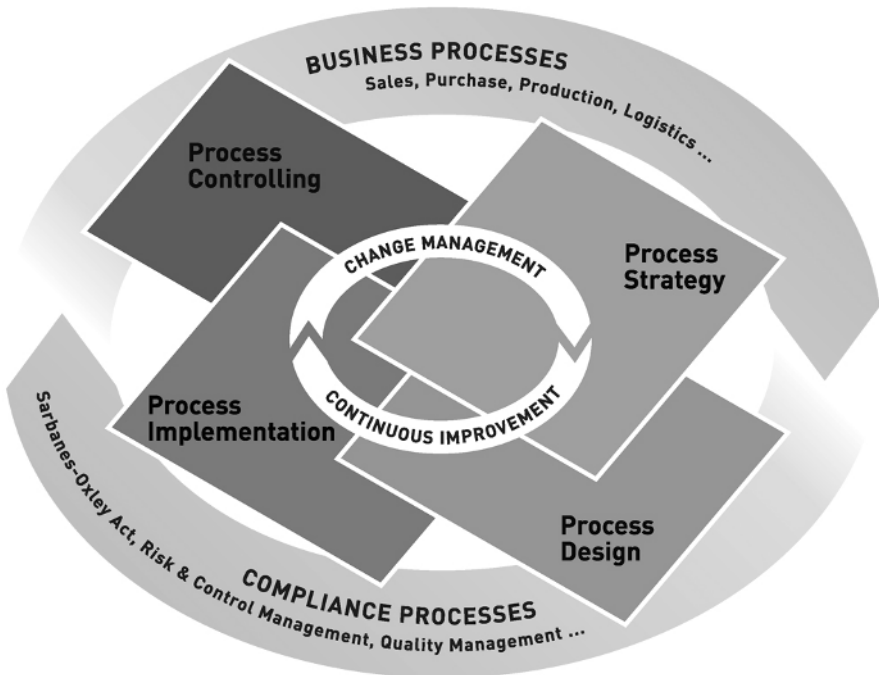 BUSINESS PROCESSES
Sales, Purchase, Production, Logistics ...
Process
Controlling
Process
Strategy
CHANGE MANAGEMENT
CONTINUOUS IMPROVEMENT
Process
Implementation
Process
Design
COMPLIANCE PROCESSES
Sarbanes-Oxley Act, Risk & Control Management, Quality Management ...